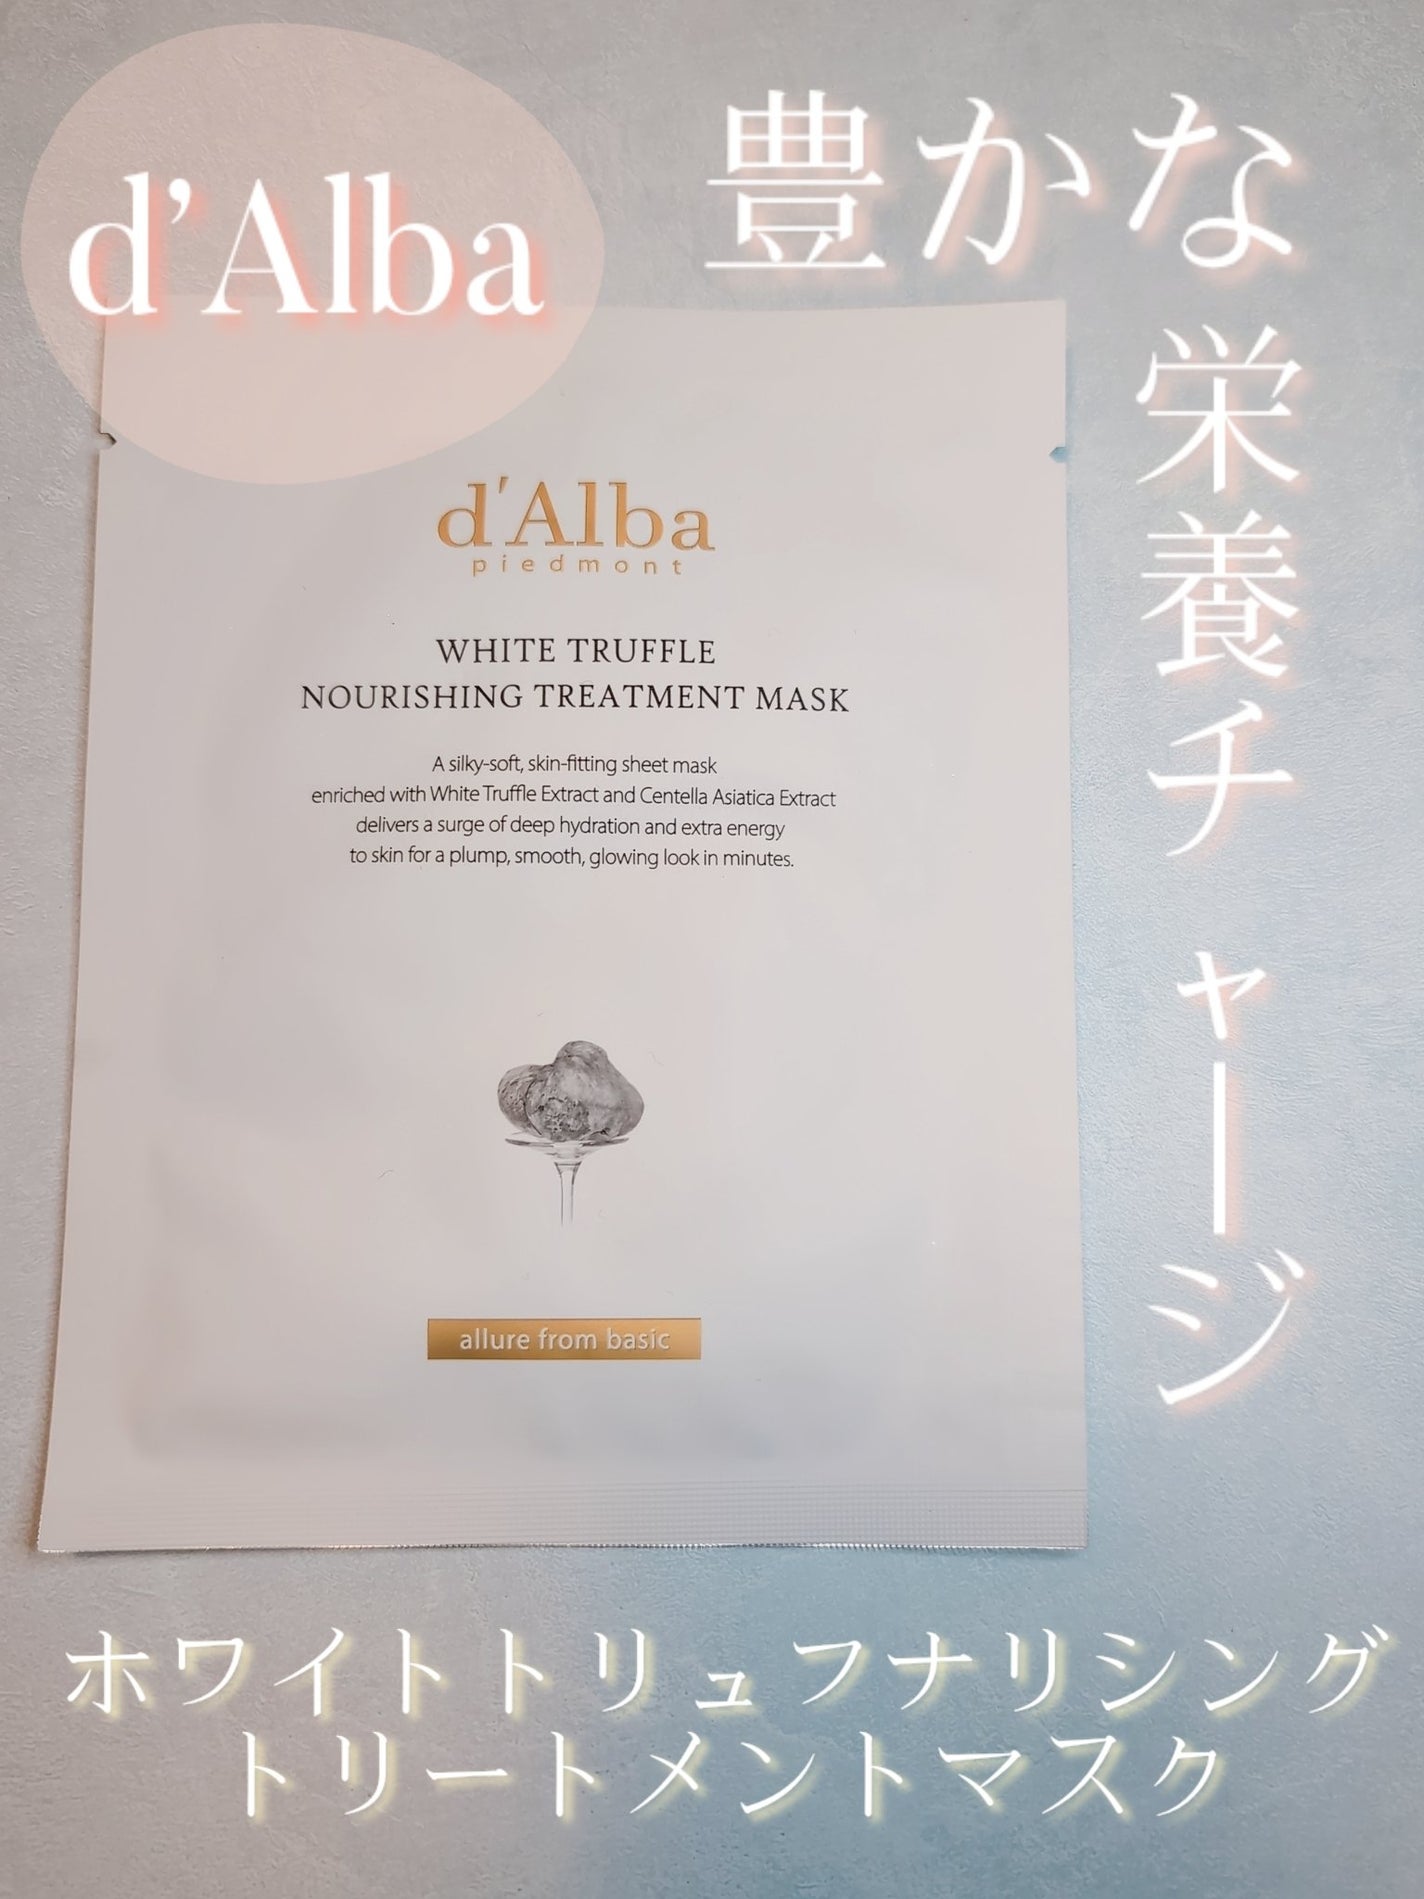 d'Alba
豊かな
栄養チャージ
d'Alba
piedmont
WHITE TRUFFLE
NOURISHING TREATMENT MASK
A silky-soft, skin-fitting sheet mask
enriched with White Truffle Extract and Centella Asiatica Extract
delivers a surge of deep hydration and extra energy
to skin for a plump, smooth, glowing look in minutes.
allure from basic
ホワイトトリュフナリシング
トリートメントマスク